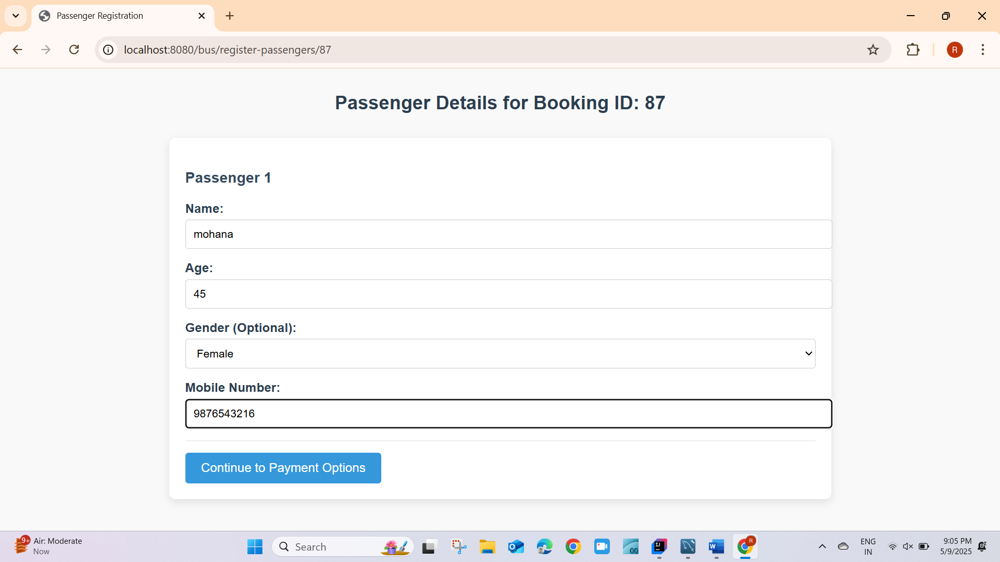 Passenger Registration
localhost:8080/bus/register-passengers/87
R
Passenger Details for Booking ID: 87
Passenger 1
Name:
mohana
Age:
45
Gender (Optional):
Female
Mobile Number:
9876543216
Continue to Payment Options
9+
Air: Moderate
Now
Search
O
00
IJ
W
R
ENG
IN
9:05 PM
5/9/2025